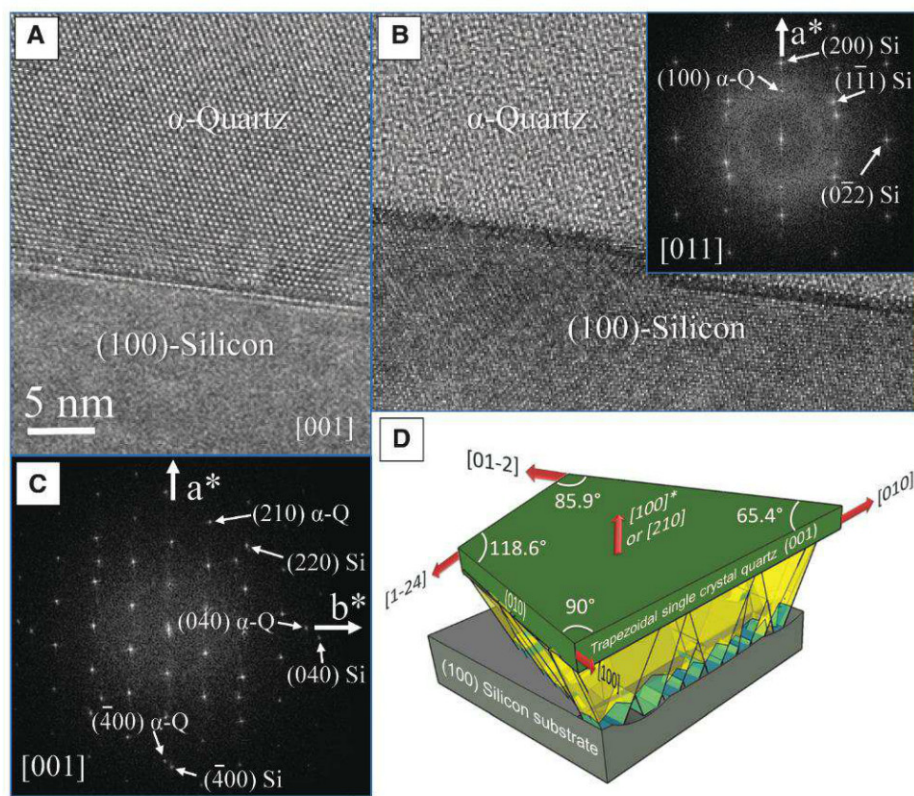 A
α-Quartz
(100)-Silicon
5 nm
[001]
B
α-Quartz
(100)-Silicon
a*
(200) Si
(100) α-Q
(11̅1) Si
(02̅2) Si
[011]
C
a*
(210) α-Q
(220) Si
b*
(040) α-Q
(040) Si
(4̅00) α-Q
(4̅00) Si
[001]
D
[01-2]
[010]
85.9°
[100]*
or [210]
65.4°
118.6°
[1-24]
(010)
90°
Trapezoidal single crystal quartz (001)
[100]
(100) Silicon substrate